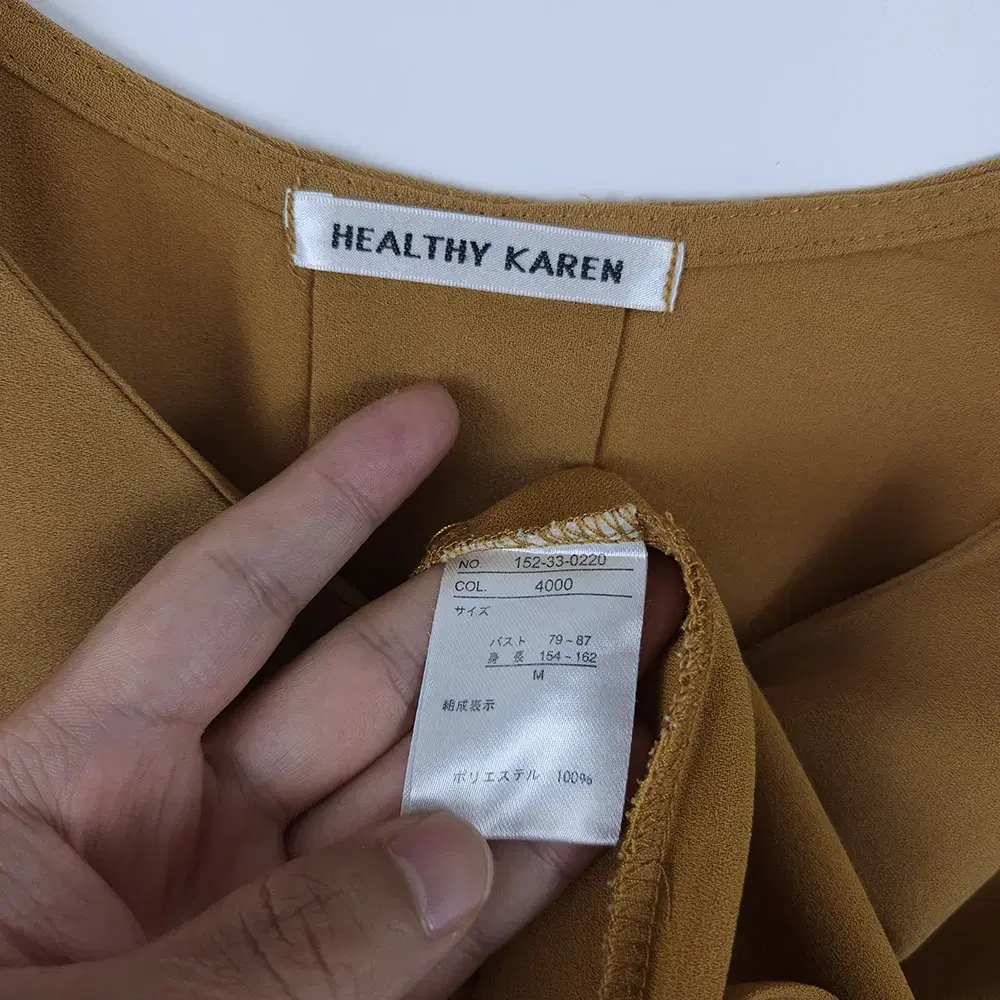 HEALTHY KAREN
NO 152-33-0220
COL. 4000
サイズ
バスト 79~87
身長 154-162
M
組成表示
ポリエステル 100%